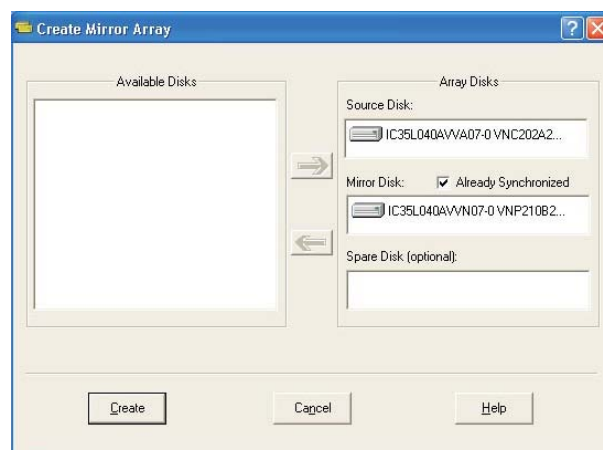 Create Mirror Array
Available Disks
Array Disks
Source Disk:
IC35L040AVVA07-0 VNC202A2...
Mirror Disk:
Already Synchronized
IC35L040AVVN07-0 VNP210B2...
Spare Disk (optional):
Create
Cancel
Help